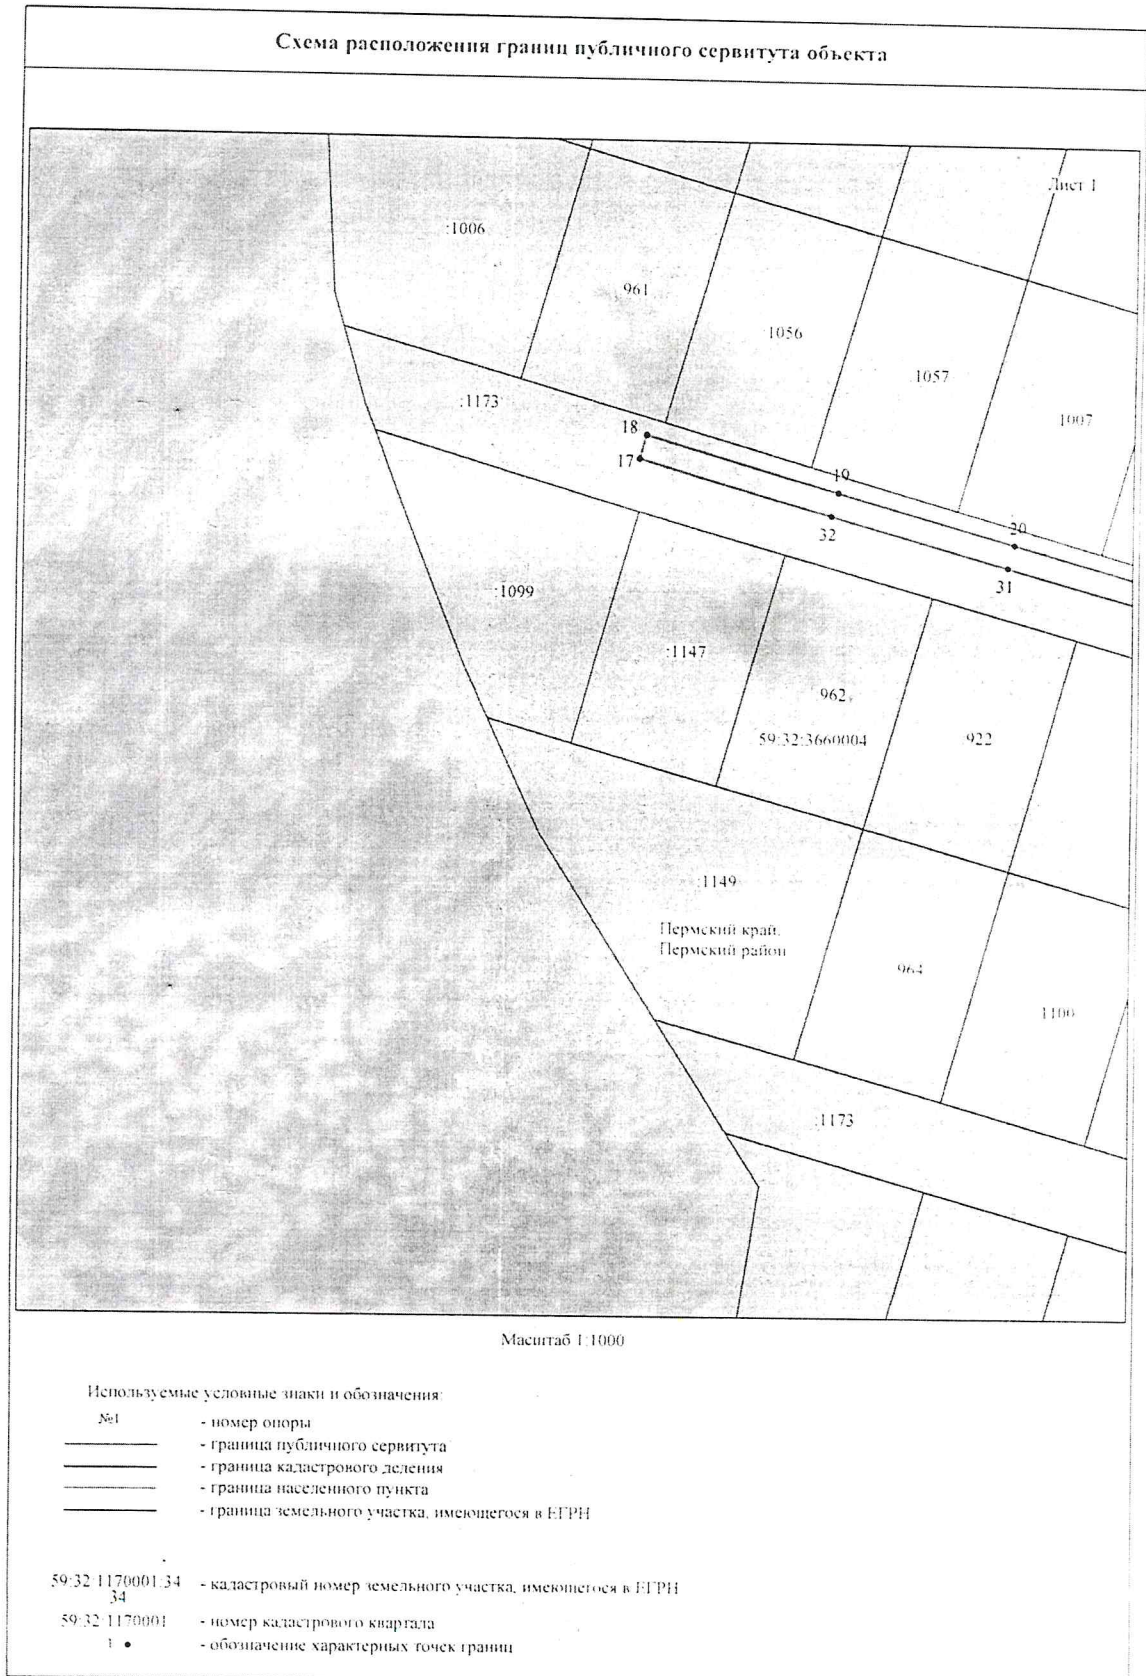 Схема расположения границ публичного сервитута объекта
Лист 1
:1006
961
:1056
:1057
1007
:1173
18
17
19
32
20
31
:1099
:1147
962
59:32:3660004
922
:1149
Пермский край,
Пермский район
964
1100
:1173
Масштаб 1:1000
Используемые условные знаки и обозначения:
№1 - номер опоры
- граница публичного сервитута
- граница кадастрового деления
- граница населенного пункта
- граница земельного участка, имеющегося в ЕГРН
59:32:1170001:34 - кадастровый номер земельного участка, имеющегося в ЕГРН
34
59:32:1170001 - номер кадастрового квартала
1 • - обозначение характерных точек границ